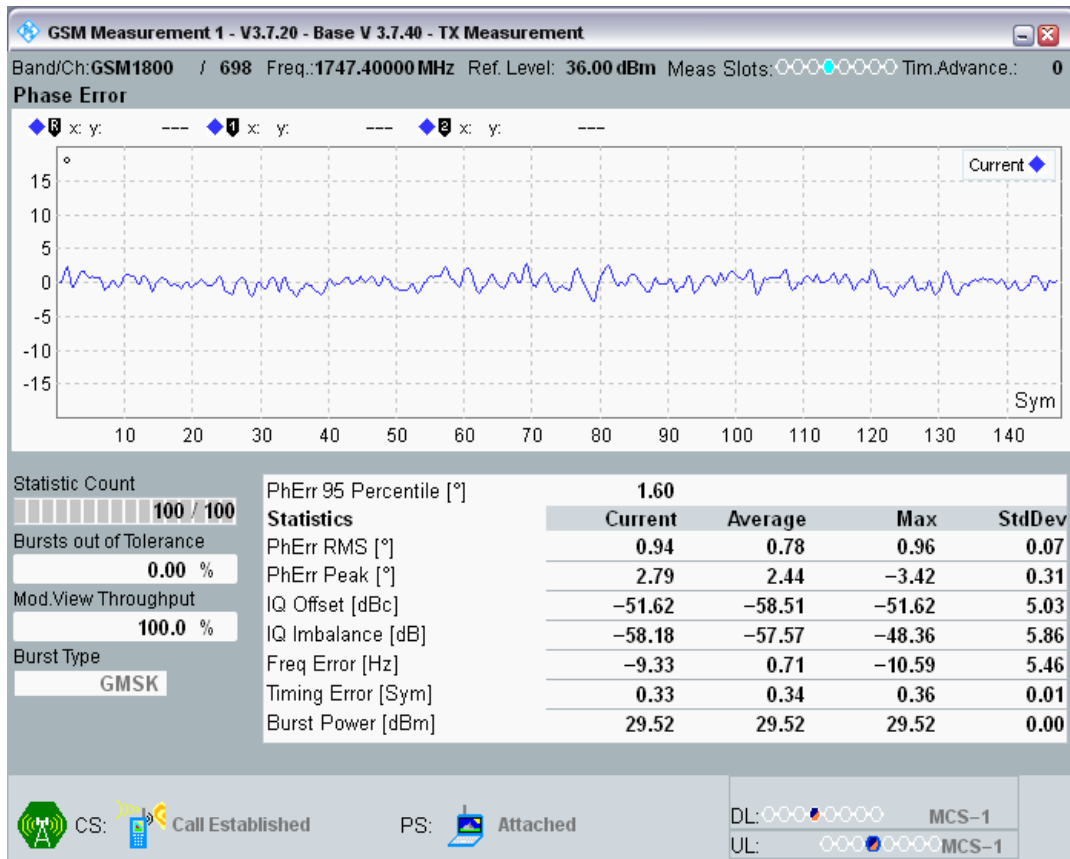 GSM Measurement 1 - V3.7.20 - Base V 3.7.40 - TX Measurement
Band/Ch:GSM1800 / 698 Freq.:1747.40000 MHz Ref. Level: 36.00 dBm Meas Slots: Tim.Advance.: 0
Phase Error
R x: y: --- 1 x: y: --- 2 x: y: ---
°
Current
15
10
5
0
-5
-10
-15
Sym
10 20 30 40 50 60 70 80 90 100 110 120 130 140
Statistic Count
100 / 100
Bursts out of Tolerance
0.00 %
Mod.View Throughput
100.0 %
Burst Type
GMSK
PhErr 95 Percentile [°] 1.60
Statistics Current Average Max StdDev
PhErr RMS [°] 0.94 0.78 0.96 0.07
PhErr Peak [°] 2.79 2.44 −3.42 0.31
IQ Offset [dBc] −51.62 −58.51 −51.62 5.03
IQ Imbalance [dB] −58.18 −57.57 −48.36 5.86
Freq Error [Hz] −9.33 0.71 −10.59 5.46
Timing Error [Sym] 0.33 0.34 0.36 0.01
Burst Power [dBm] 29.52 29.52 29.52 0.00
CS: Call Established PS: Attached
DL: MCS−1
UL: MCS−1